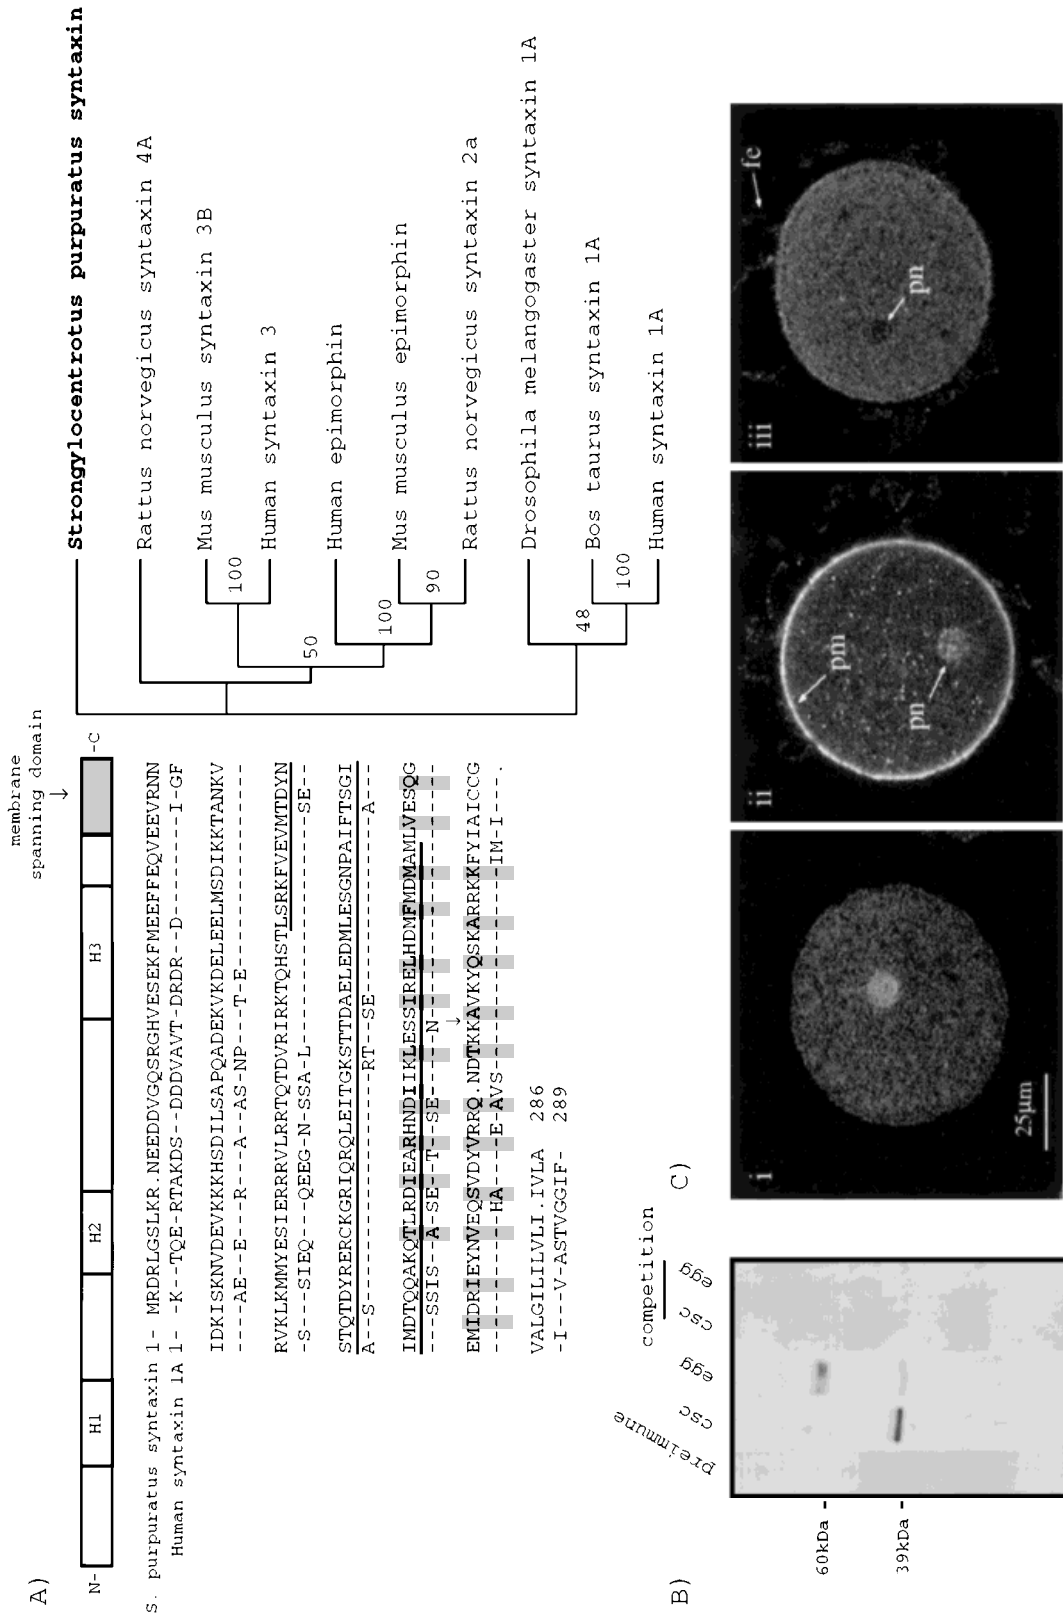 A)
membrane
spanning domain
↓
N-
H1
H2
H3
-C
S. purpuratus syntaxin 1- MRDRLGSLKR.NEEDDVGQSRGHVESEKFMEEFFEQVEEVRNN
Human syntaxin 1A 1- -K--TQE-RTAKDS--DDDVAVT-DRDR--D--------I-GF
IDKISKNVDEVKKKHSDILSAPQADEKVKDELEELMSDIKKTANKV
----AE--E---R---A--AS-NP---T-E----------------
RVKLKMMYESIERRRVLRRTQTDVRIRKTQHSTLSRKFVEVMTDYN
-S---SIEQ---QEEG-N-SSA-L-------------------SE--
STQTDYRERCKGRIQRQLEITGKSTTDAELEDMLESGNPAIFTSGI
A--S------------------RT--SE--------------A---
IMDTQQAKQTLRDIEARHNDIIKLESSIRELHDMFMDMAMLVESQG
---SSIS--A-SE--T--SE-----N--------------------
↓
EMIDRIEYNVEQSVDYVRRQ.NDTKKAVKYQSKARRKKFYIAICCG
-----------HA---E-AVS----------------IM-I----.
VALGILILVLI.IVLA 286
-I---V-ASTVGGIF- 289
Strongylocentrotus purpuratus syntaxin
Rattus norvegicus syntaxin 4A
Mus musculus syntaxin 3B
Human syntaxin 3
Human epimorphin
Mus musculus epimorphin
Rattus norvegicus syntaxin 2a
Drosophila melangogaster syntaxin 1A
Bos taurus syntaxin 1A
Human syntaxin 1A
100
50
100
90
48
100
B)
preimmune
csc
egg
competition
csc
egg
60kDa -
39kDa -
C)
i
25µm
ii
pm
pn
iii
fe
pn